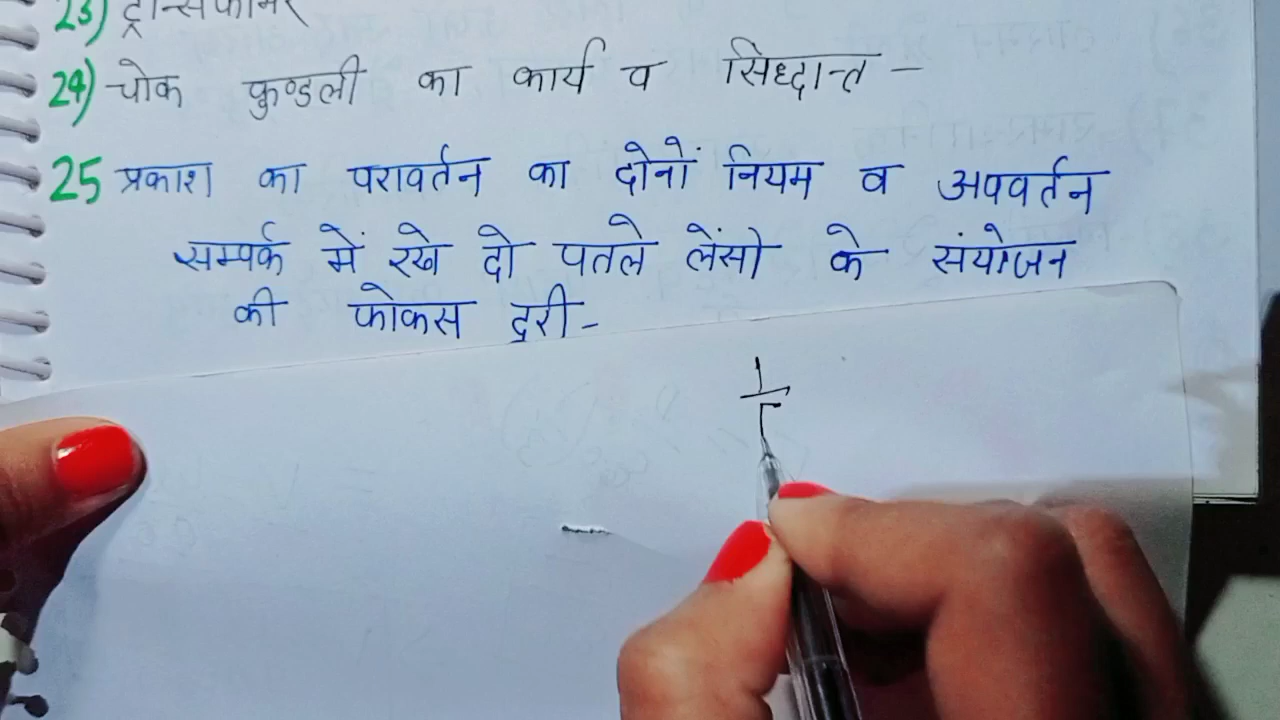 23) ट्रान्सफार्मर
24) चोक कुण्डली का कार्य व सिध्दान्त -
25 प्रकाश का परावर्तन का दोनों नियम व अपवर्तन
सम्पर्क में रखे दो पतले लेंसो के संयोजन
की फोकस दूरी -
1